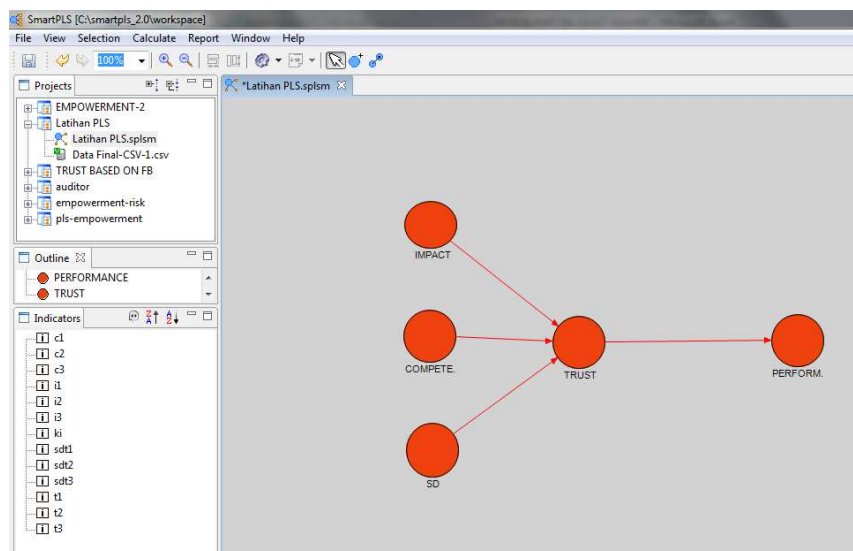 SmartPLS [C:\smartpls_2.0\workspace]
File View Selection Calculate Report Window Help
100%
Projects
EMPOWERMENT-2
Latihan PLS
Latihan PLS.splsm
Data Final-CSV-1.csv
TRUST BASED ON FB
auditor
empowerment-risk
pls-empowerment
Outline
PERFORMANCE
TRUST
Indicators
c1
c2
c3
i1
i2
i3
ki
sdt1
sdt2
sdt3
t1
t2
t3
*Latihan PLS.splsm
IMPACT
COMPETE.
TRUST
PERFORM.
SD